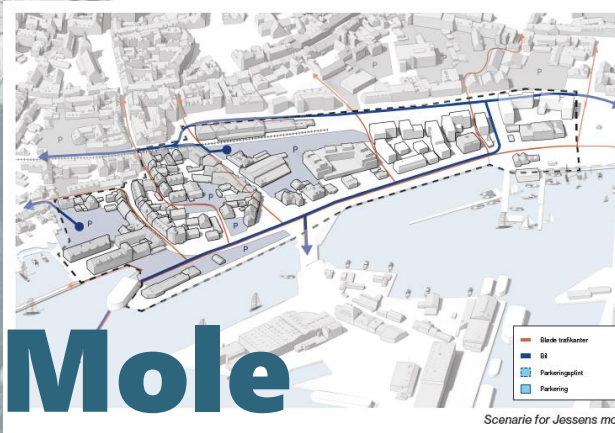 P
P
P
P
P
P
P
P
Mole
Bløde trafikanter
Bil
Parkeringsplint
Parkering
Scenarie for Jessens mo